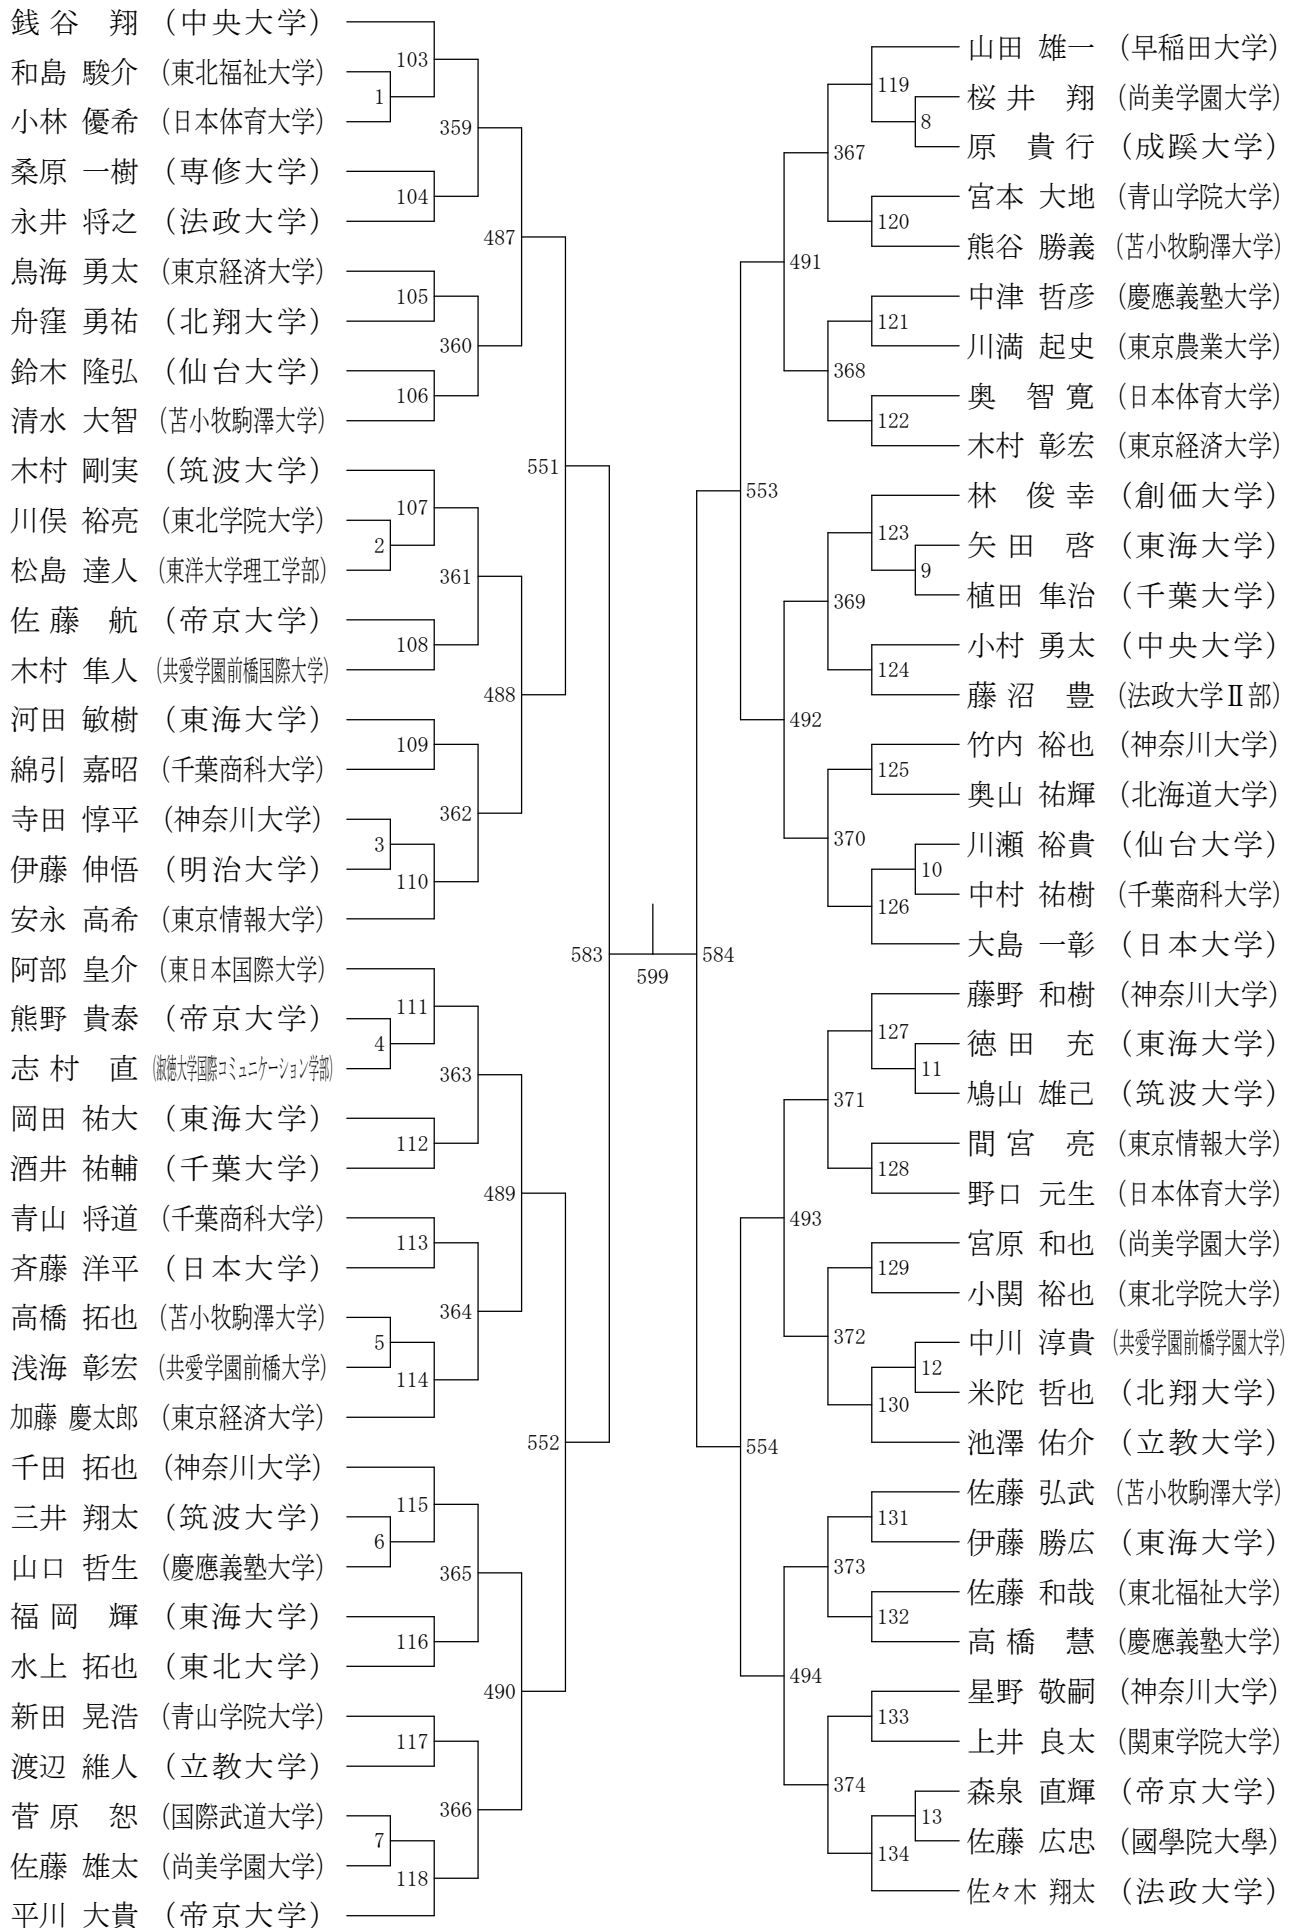 銭谷 翔 (中央大学)
和島 駿介 (東北福祉大学)
小林 優希 (日本体育大学)
桑原 一樹 (専修大学)
永井 将之 (法政大学)
鳥海 勇太 (東京経済大学)
舟窪 勇祐 (北翔大学)
鈴木 隆弘 (仙台大学)
清水 大智 (苫小牧駒澤大学)
木村 剛実 (筑波大学)
川俣 裕亮 (東北学院大学)
松島 達人 (東洋大学理工学部)
佐藤 航 (帝京大学)
木村 隼人 (共愛学園前橋国際大学)
河田 敏樹 (東海大学)
綿引 嘉昭 (千葉商科大学)
寺田 惇平 (神奈川大学)
伊藤 伸悟 (明治大学)
安永 高希 (東京情報大学)
阿部 皇介 (東日本国際大学)
熊野 貴泰 (帝京大学)
志村 直 (淑徳大学国際コミュニケーション学部)
岡田 祐大 (東海大学)
酒井 祐輔 (千葉大学)
青山 将道 (千葉商科大学)
斉藤 洋平 (日本大学)
高橋 拓也 (苫小牧駒澤大学)
浅海 彰宏 (共愛学園前橋大学)
加藤 慶太郎 (東京経済大学)
千田 拓也 (神奈川大学)
三井 翔太 (筑波大学)
山口 哲生 (慶應義塾大学)
福岡 輝 (東海大学)
水上 拓也 (東北大学)
新田 晃浩 (青山学院大学)
渡辺 維人 (立教大学)
菅原 恕 (国際武道大学)
佐藤 雄太 (尚美学園大学)
平川 大貴 (帝京大学)
1
2
3
4
5
6
7
103
104
105
106
107
108
109
110
111
112
113
114
115
116
117
118
359
360
361
362
363
364
365
366
487
488
489
490
551
552
583
599
584
553
554
491
492
493
494
367
368
369
370
371
372
373
374
119
120
121
122
123
124
125
126
127
128
129
130
131
132
133
134
8
9
10
11
12
13
山田 雄一 (早稲田大学)
桜井 翔 (尚美学園大学)
原 貴行 (成蹊大学)
宮本 大地 (青山学院大学)
熊谷 勝義 (苫小牧駒澤大学)
中津 哲彦 (慶應義塾大学)
川満 起史 (東京農業大学)
奥 智寛 (日本体育大学)
木村 彰宏 (東京経済大学)
林 俊幸 (創価大学)
矢田 啓 (東海大学)
植田 隼治 (千葉大学)
小村 勇太 (中央大学)
藤沼 豊 (法政大学Ⅱ部)
竹内 裕也 (神奈川大学)
奥山 祐輝 (北海道大学)
川瀬 裕貴 (仙台大学)
中村 祐樹 (千葉商科大学)
大島 一彰 (日本大学)
藤野 和樹 (神奈川大学)
徳田 充 (東海大学)
鳩山 雄己 (筑波大学)
間宮 亮 (東京情報大学)
野口 元生 (日本体育大学)
宮原 和也 (尚美学園大学)
小関 裕也 (東北学院大学)
中川 淳貴 (共愛学園前橋学園大学)
米陀 哲也 (北翔大学)
池澤 佑介 (立教大学)
佐藤 弘武 (苫小牧駒澤大学)
伊藤 勝広 (東海大学)
佐藤 和哉 (東北福祉大学)
高橋 慧 (慶應義塾大学)
星野 敬嗣 (神奈川大学)
上井 良太 (関東学院大学)
森泉 直輝 (帝京大学)
佐藤 広忠 (國學院大學)
佐々木 翔太 (法政大学)